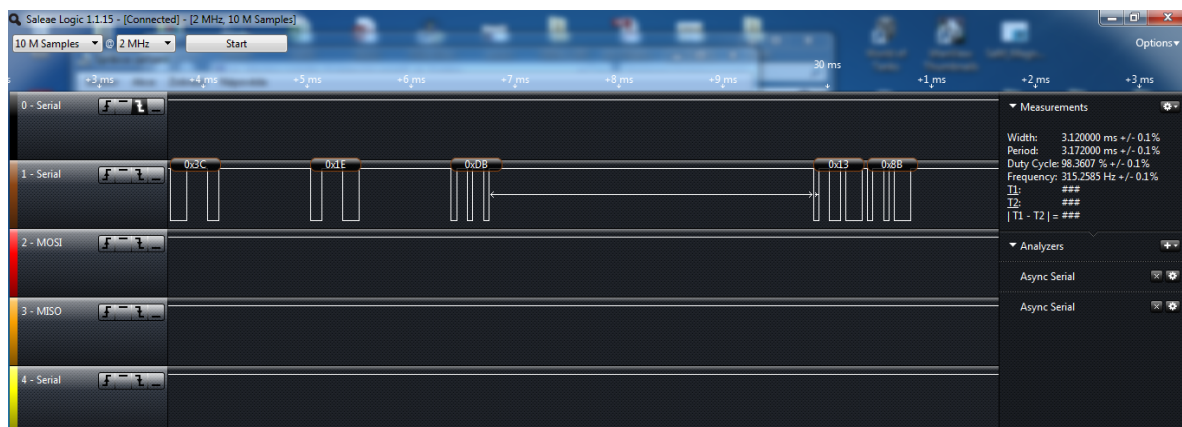 Saleae Logic 1.1.15 - [Connected] - [2 MHz, 10 M Samples]
10 M Samples @ 2 MHz Start
Options
30 ms
+3 ms +4 ms +5 ms +6 ms +7 ms +8 ms +9 ms +1 ms +2 ms +3 ms
0 - Serial
Measurements
Width: 3.120000 ms +/- 0.1%
Period: 3.172000 ms +/- 0.1%
Duty Cycle: 98.3607 % +/- 0.1%
Frequency: 315.2585 Hz +/- 0.1%
T1: ###
T2: ###
| T1 - T2 | = ###
0x3C 0x1E 0xDB 0x13 0x8B
1 - Serial
2 - MOSI
Analyzers
Async Serial
3 - MISO
Async Serial
4 - Serial